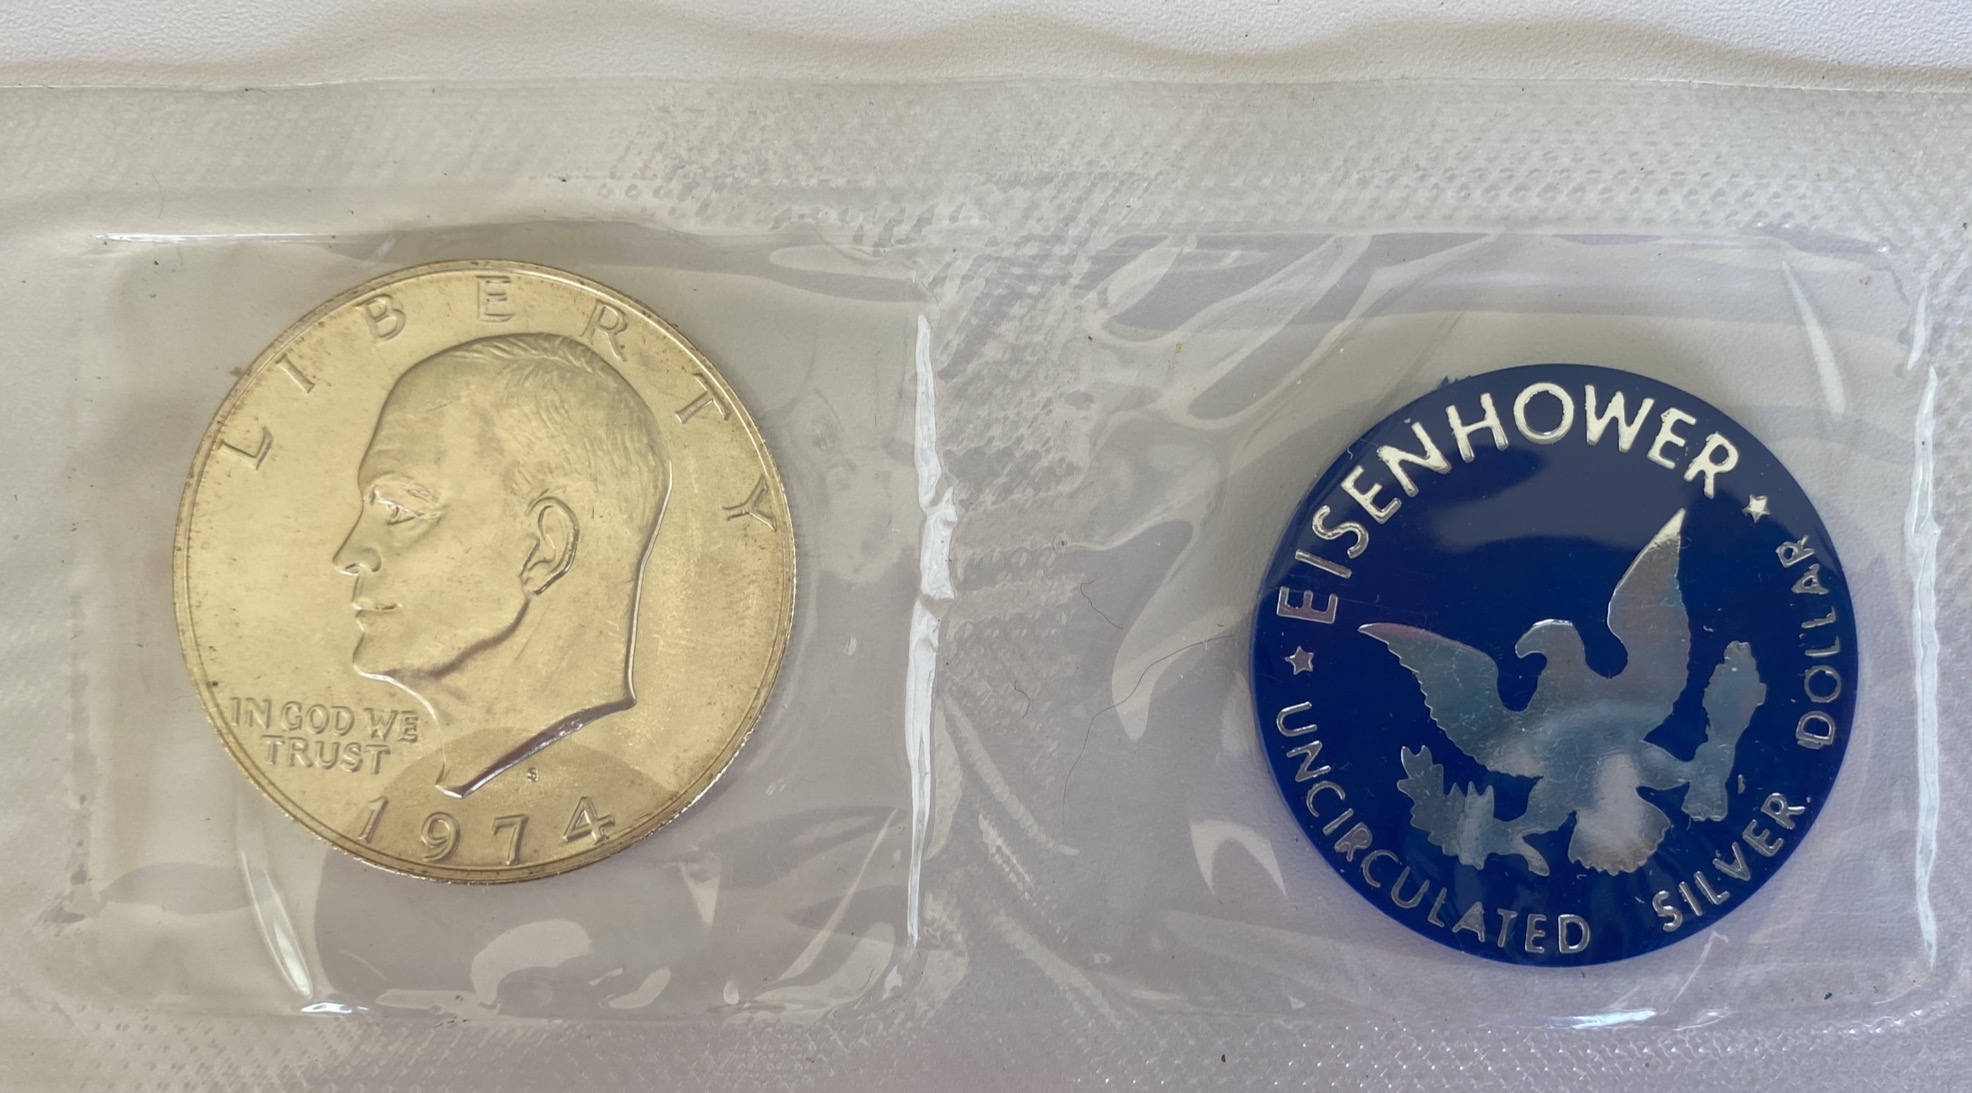 LIBERTY
IN GOD WE
TRUST
S
1974
★ EISENHOWER ★
UNCIRCULATED SILVER DOLLAR